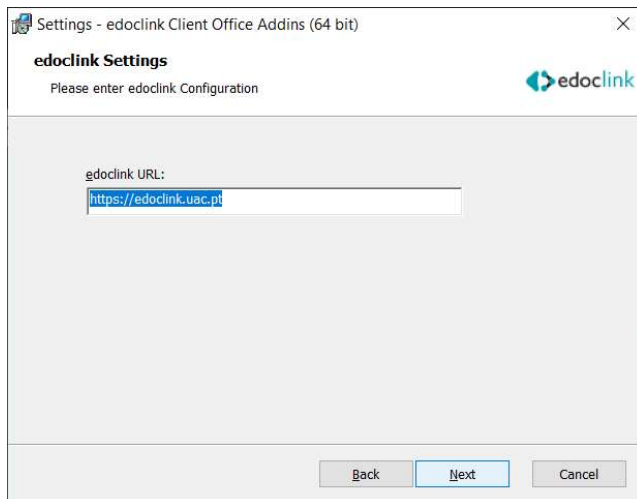 Settings - edoclink Client Office Addins (64 bit)
edoclink Settings
Please enter edoclink Configuration
edoclink
edoclink URL:
https://edoclink.uac.pt
Back
Next
Cancel